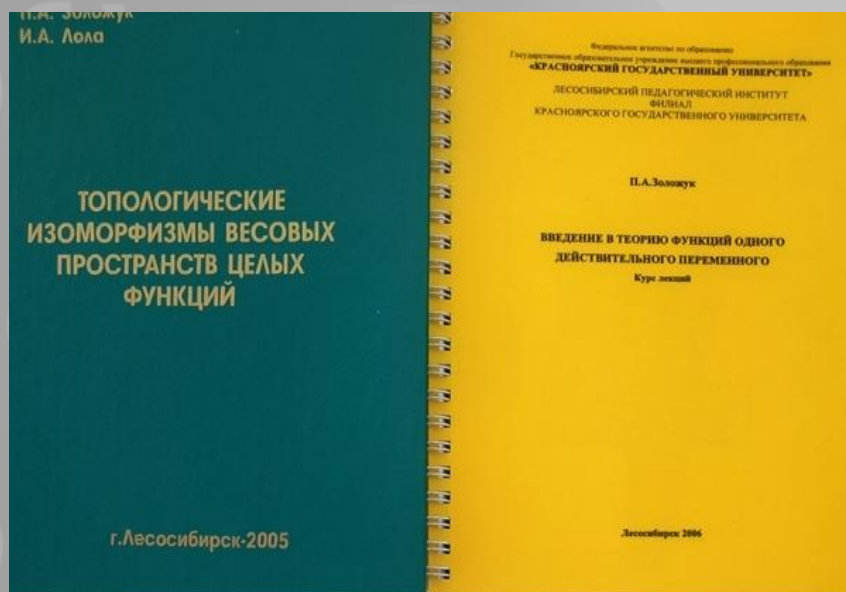 П.А. Золожук
И.А. Лола
ТОПОЛОГИЧЕСКИЕ
ИЗОМОРФИЗМЫ ВЕСОВЫХ
ПРОСТРАНСТВ ЦЕЛЫХ
ФУНКЦИЙ
г.Лесосибирск-2005
Федеральное агентство по образованию
Государственное образовательное учреждение высшего профессионального образования
«КРАСНОЯРСКИЙ ГОСУДАРСТВЕННЫЙ УНИВЕРСИТЕТ»
ЛЕСОСИБИРСКИЙ ПЕДАГОГИЧЕСКИЙ ИНСТИТУТ
ФИЛИАЛ
КРАСНОЯРСКОГО ГОСУДАРСТВЕННОГО УНИВЕРСИТЕТА
П.А.Золожук
ВВЕДЕНИЕ В ТЕОРИЮ ФУНКЦИЙ ОДНОГО
ДЕЙСТВИТЕЛЬНОГО ПЕРЕМЕННОГО
Курс лекций
Лесосибирск 2006